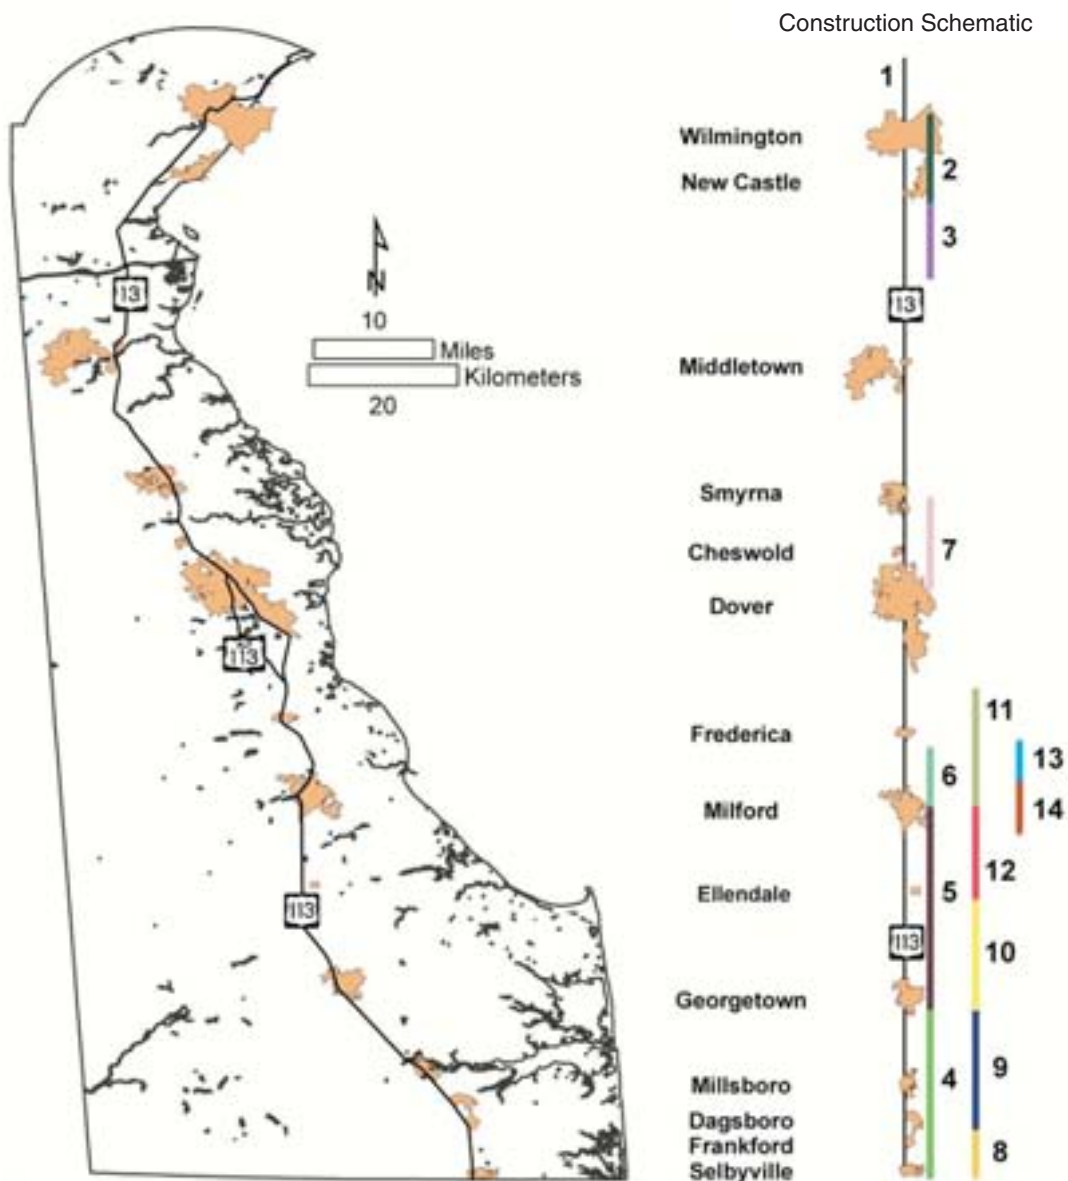 Construction Schematic
1
Wilmington
2
New Castle
3
13
13
N
10
Miles
Kilometers
20
Middletown
Smyrna
Cheswold
7
Dover
113
11
Frederica
13
6
Milford
14
12
Ellendale
5
113
113
10
Georgetown
9
Millsboro
4
Dagsboro
Frankford
8
Selbyville